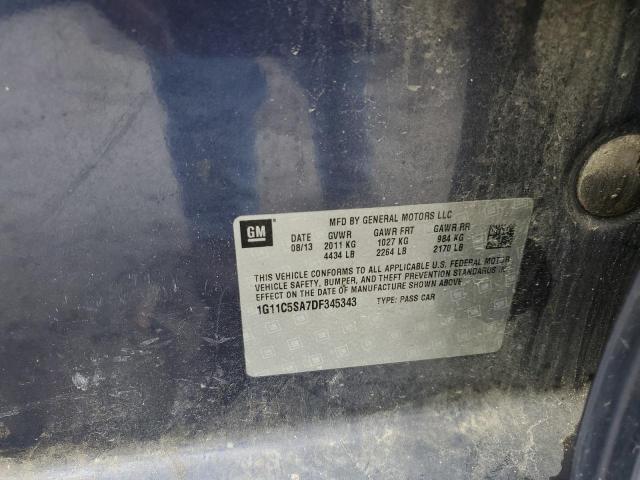 GM
MFD BY GENERAL MOTORS LLC
DATE GVWR GAWR FRT GAWR RR
08/13 2011 KG 1027 KG 984 KG
4434 LB 2264 LB 2170 LB
THIS VEHICLE CONFORMS TO ALL APPLICABLE U.S. FEDERAL MOTOR
VEHICLE SAFETY, BUMPER, AND THEFT PREVENTION STANDARDS IN
EFFECT ON THE DATE OF MANUFACTURE SHOWN ABOVE.
1G11C5SA7DF345343 TYPE: PASS CAR